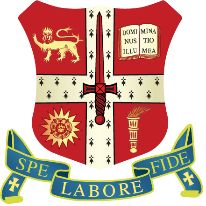 DOMI MINA
NUS TIO
ILLU MEA
SPE LABORE FIDE